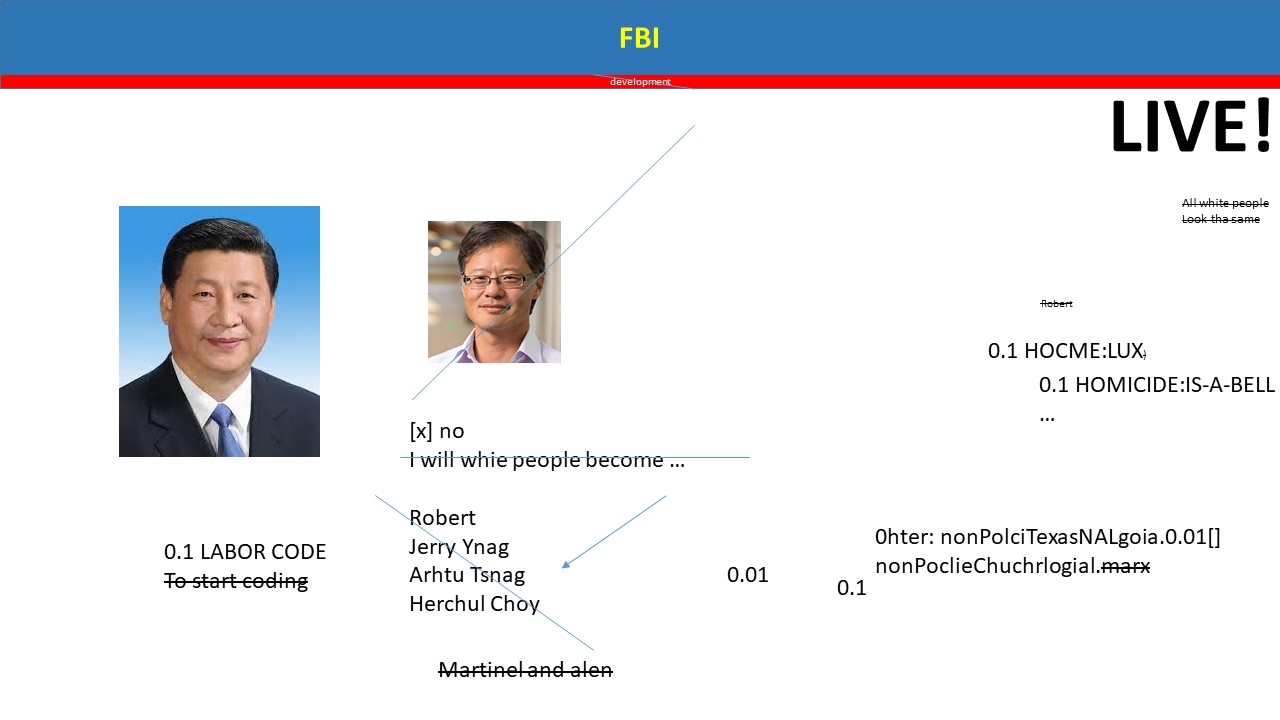 FBI
development
LIVE!
All white people
Look tha same
Robert
0.1 HOCME:LUX;
0.1 HOMICIDE:IS-A-BELL
...
[x] no
I will whie people become ...
Robert
Jerry Ynag
Arhtu Tsnag
Herchul Choy
0.1 LABOR CODE
To start coding
0.01
0.1
0hter: nonPolciTexasNALgoia.0.01[]
nonPoclieChuchrlogial.marx
Martinel and alen